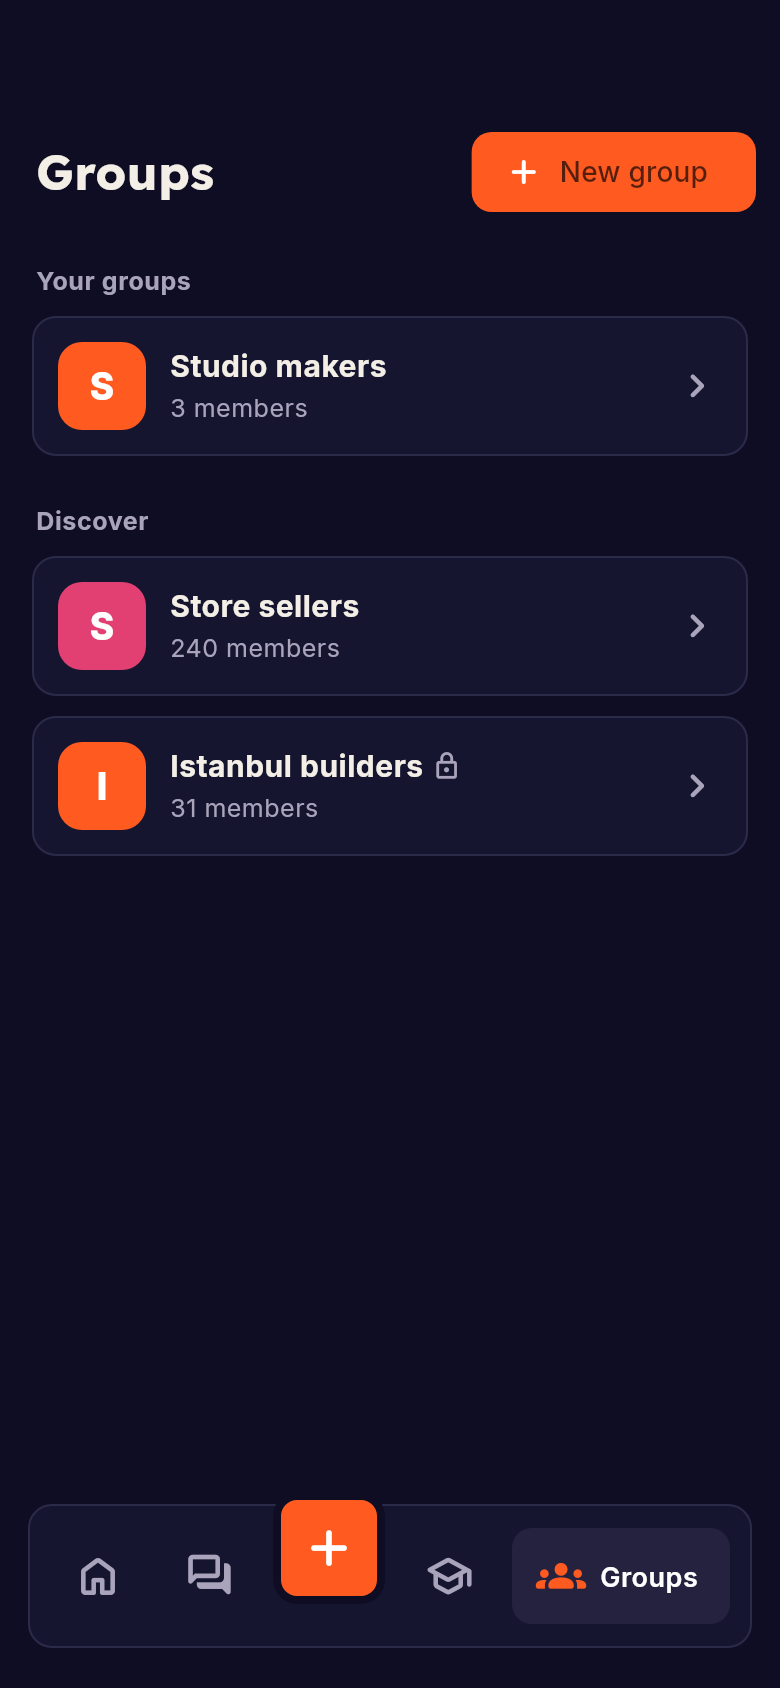 Groups
New group
Your groups
S
Studio makers
3 members
Discover
S
Store sellers
240 members
I
Istanbul builders
31 members
Groups